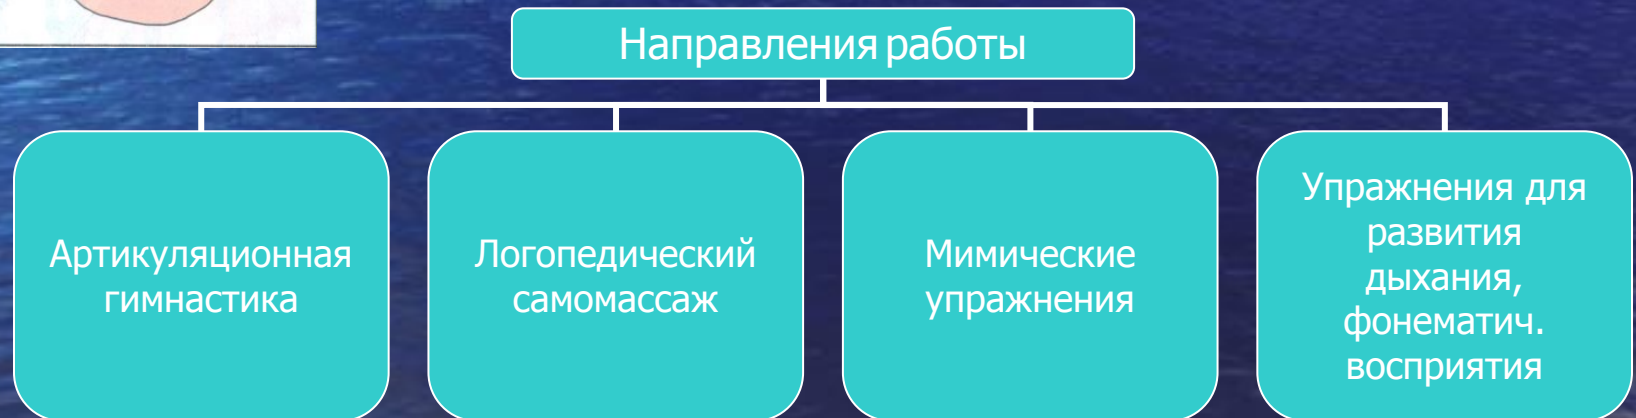 Направления работы
Артикуляционная
гимнастика
Логопедический
самомассаж
Мимические
упражнения
Упражнения для
развития
дыхания,
фонематич.
восприятия